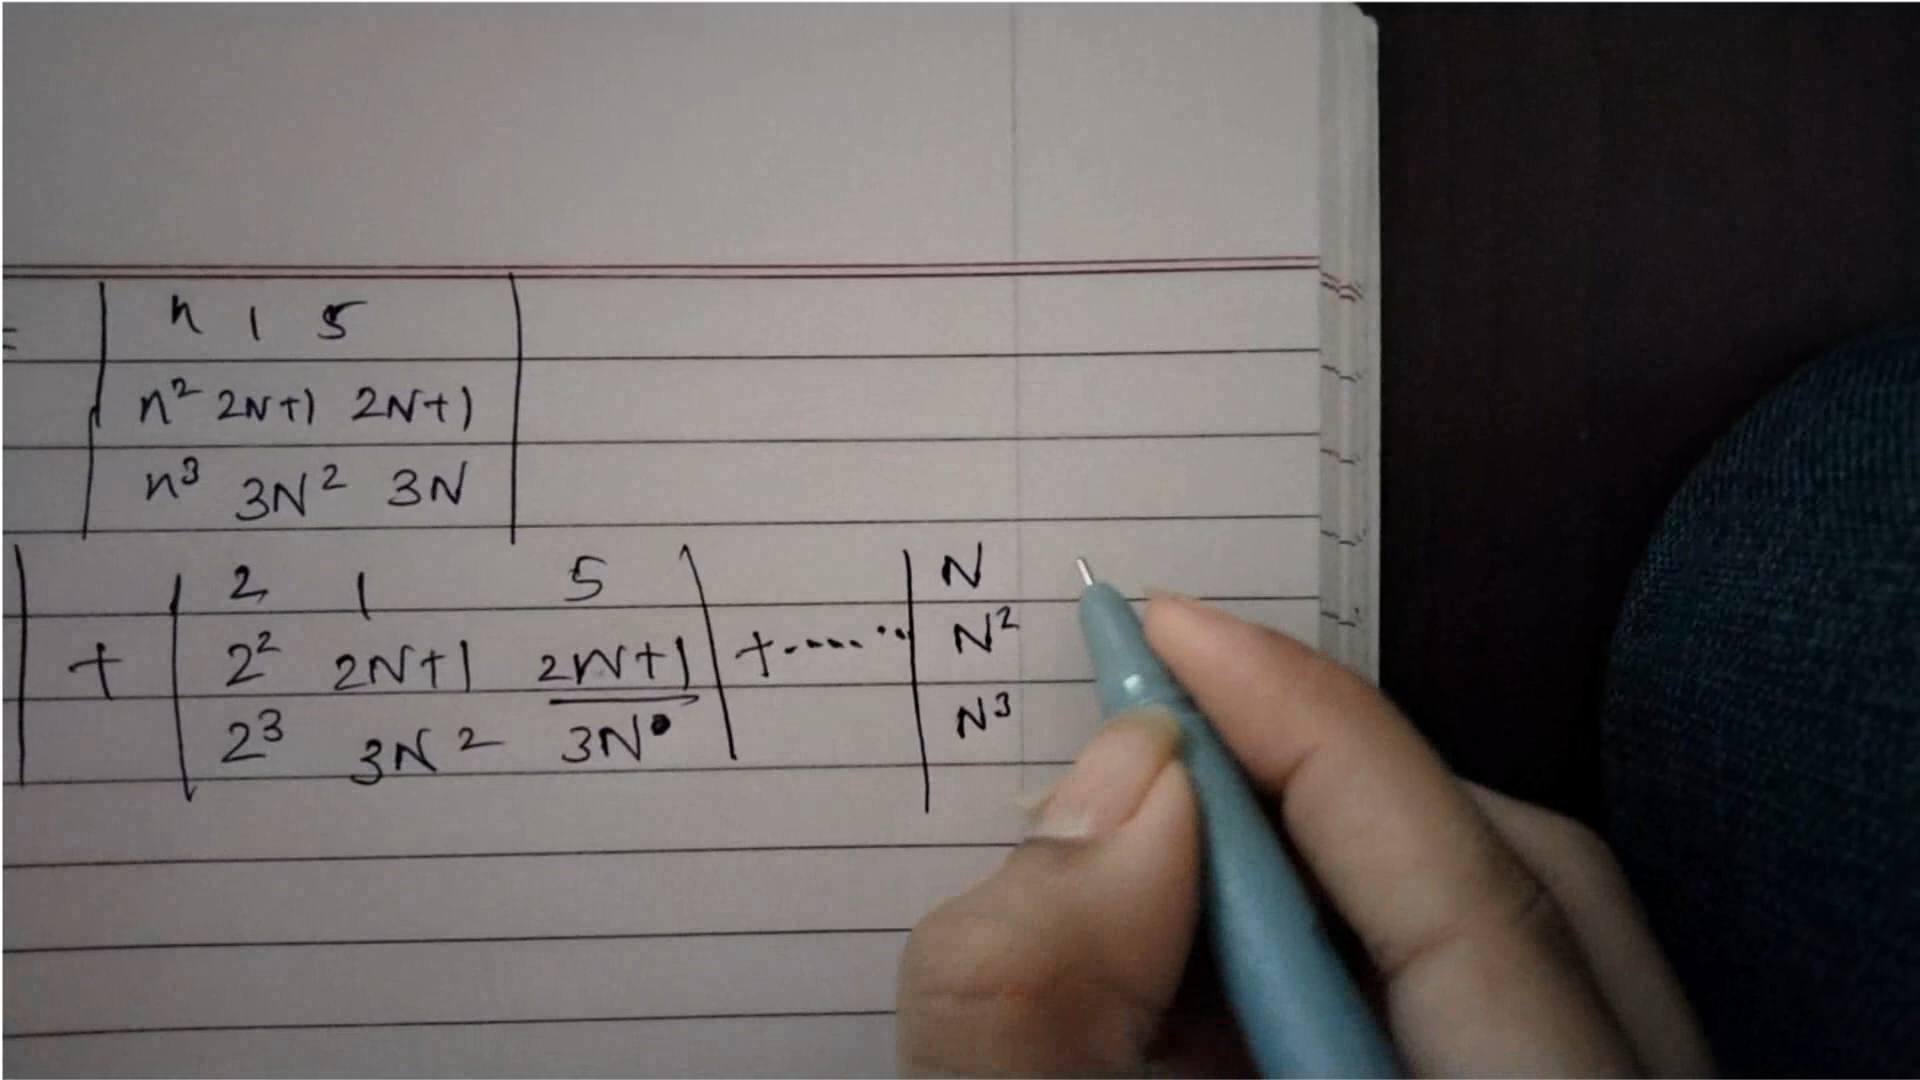 = | n 1 5 |
| n² 2N+1 2N+1 |
| n³ 3N² 3N |
| 2 1 5 | | N
| + | 2² 2N+1 2N+1 | +...... | N²
| 2³ 3N² 3N | | N³